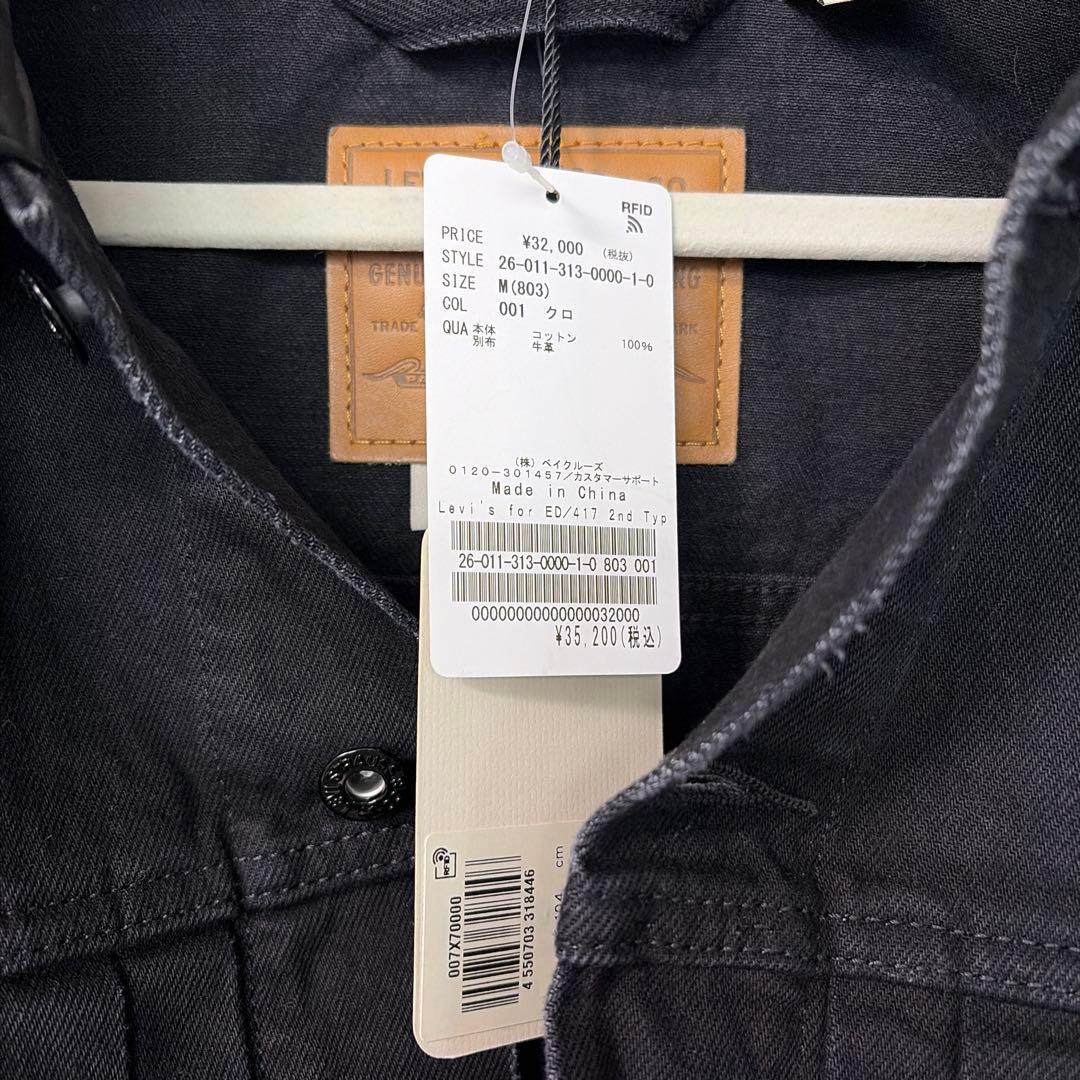 RFID
PRICE ¥32,000 (税抜)
STYLE 26-011-313-0000-1-0
SIZE M(803)
COL 001 クロ
QUA 本体 コットン 100%
別布 牛革
(株) ベイクルーズ
0120-301457/カスタマーサポート
Made in China
Levi's for ED/417 2nd Typ
26-011-313-0000-1-0 803 001
00000000000000032000
¥35,200(税込)
TRADE
RFID
007X70000
4 550703 318446
cm